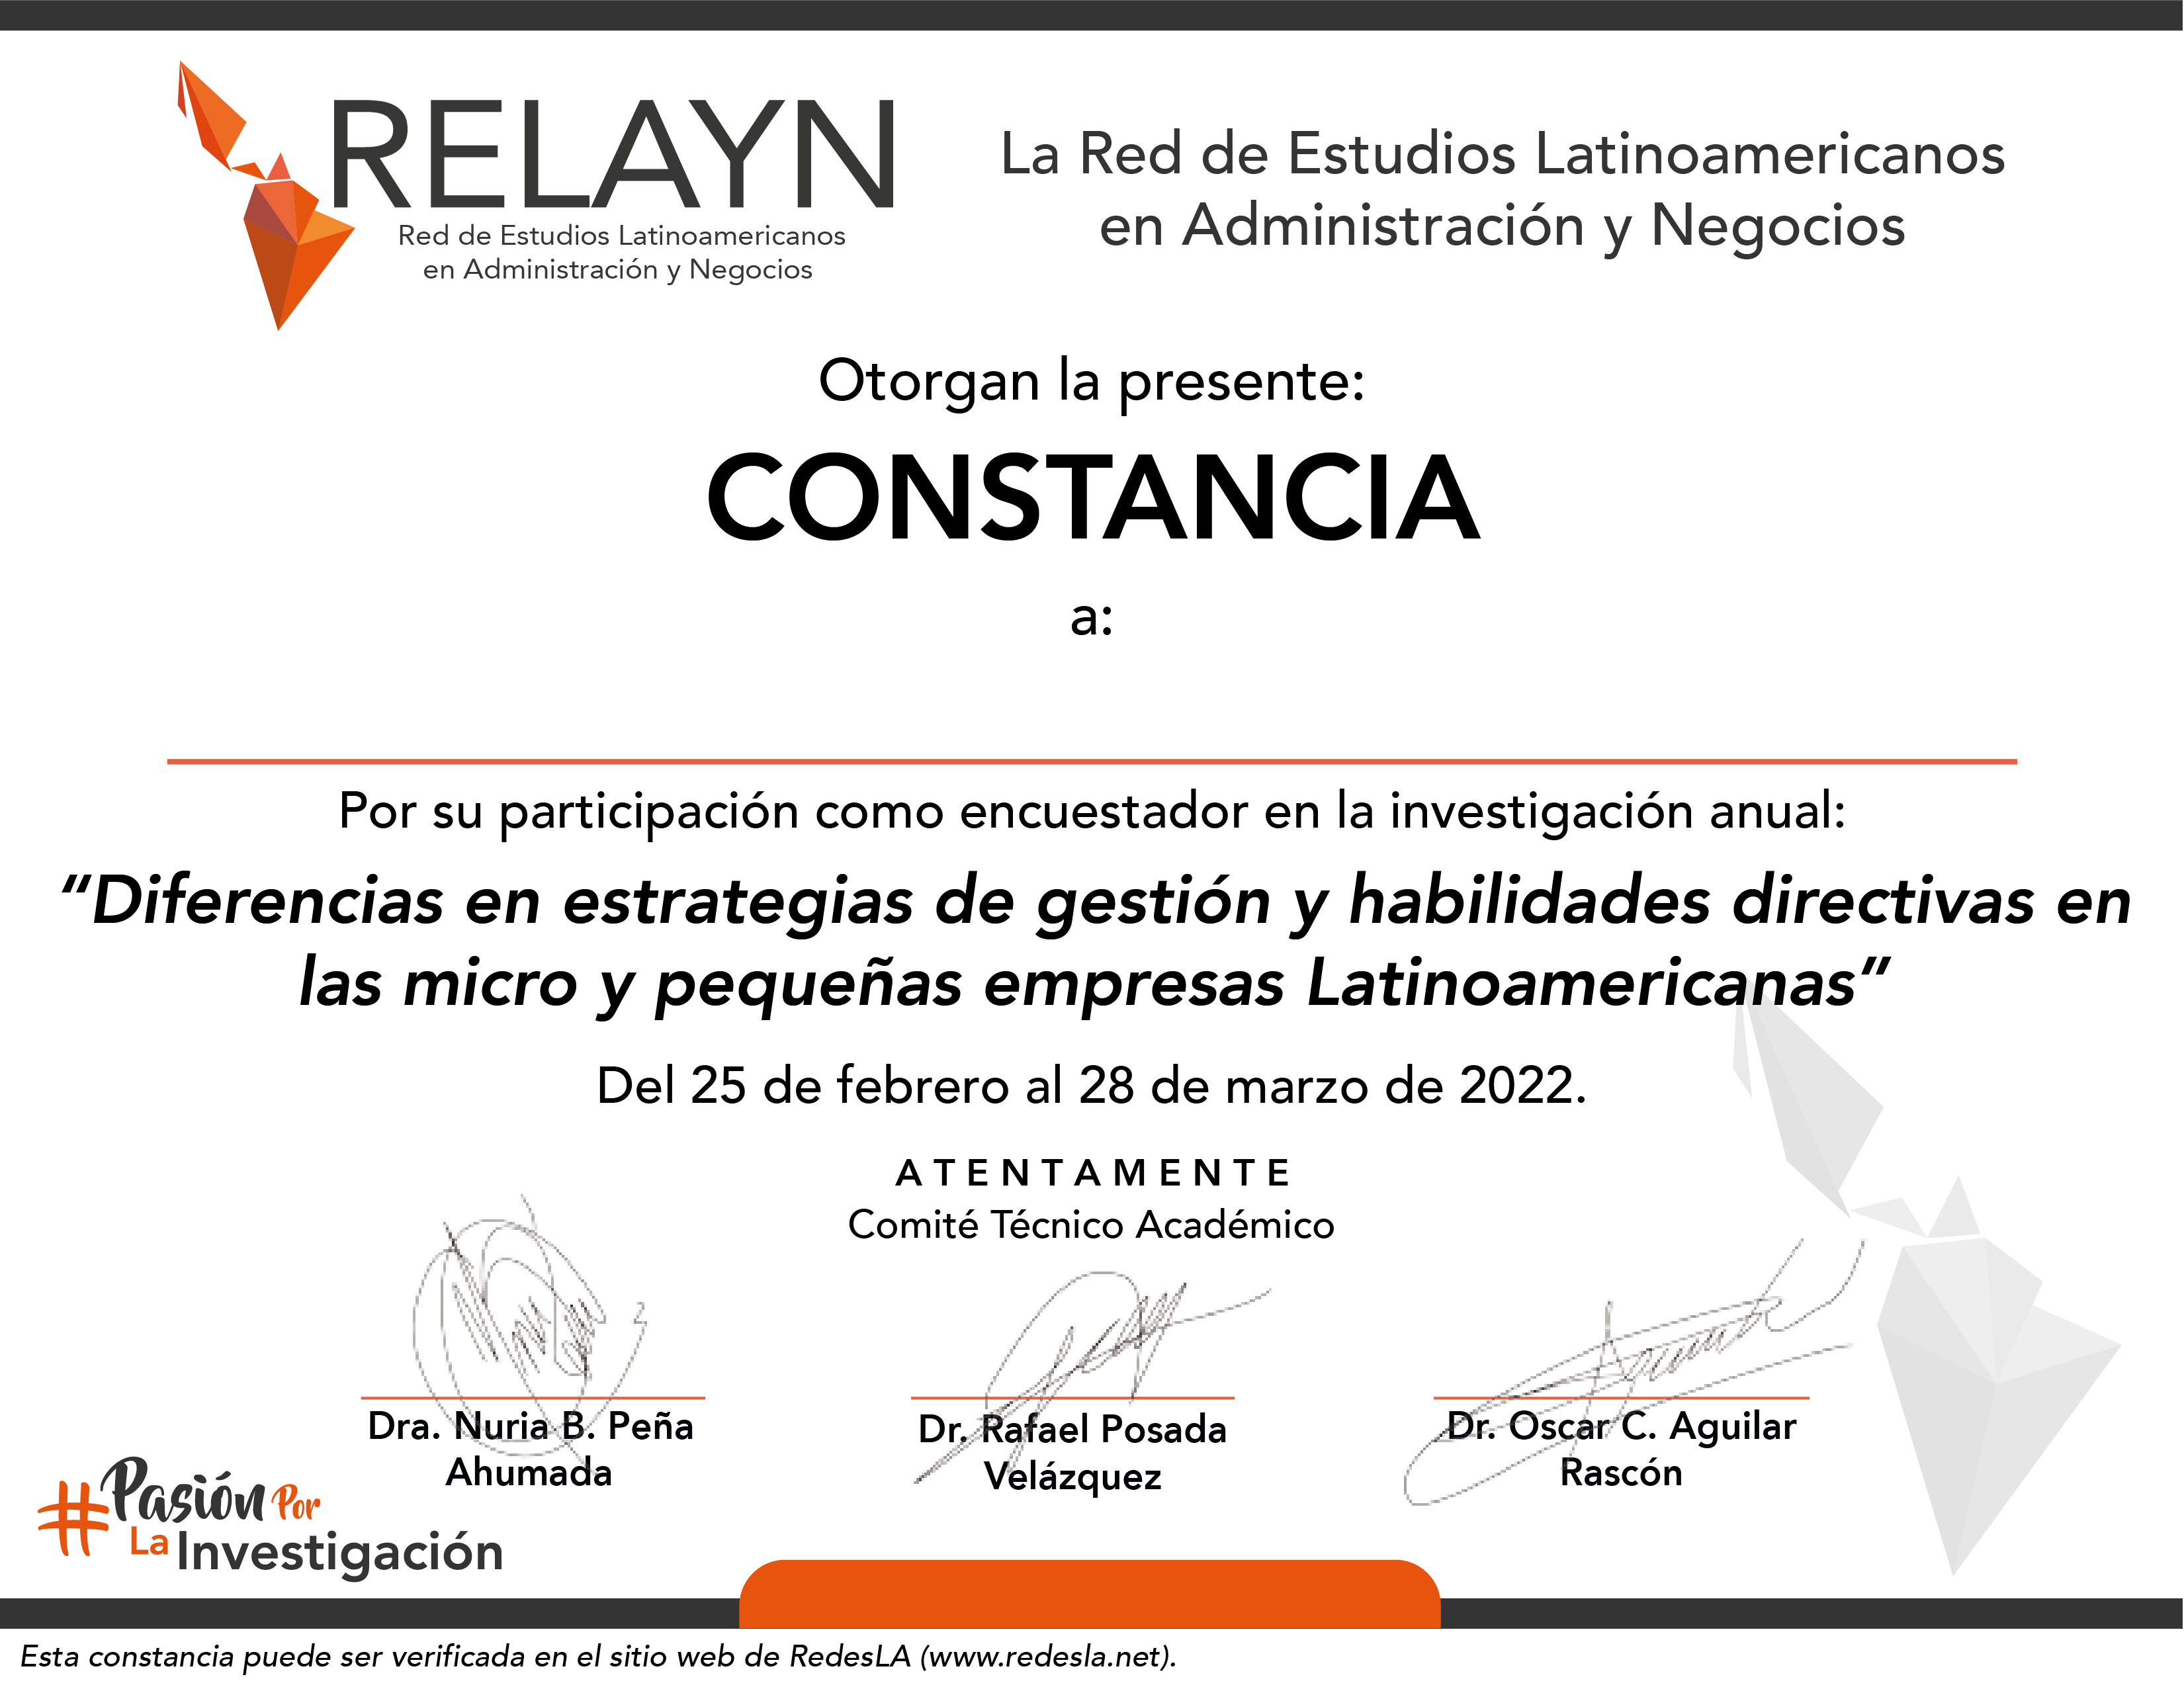 RELAYN
Red de Estudios Latinoamericanos
en Administración y Negocios
La Red de Estudios Latinoamericanos
en Administración y Negocios
Otorgan la presente:
CONSTANCIA
a:
Por su participación como encuestador en la investigación anual:
“Diferencias en estrategias de gestión y habilidades directivas en
las micro y pequeñas empresas Latinoamericanas”
Del 25 de febrero al 28 de marzo de 2022.
ATENTAMENTE
Comité Técnico Académico
Dra. Nuria B. Peña
Ahumada
Dr. Rafael Posada
Velázquez
Dr. Oscar C. Aguilar
Rascón
#Pasión Por
La Investigación
Esta constancia puede ser verificada en el sitio web de RedesLA (www.redesla.net).